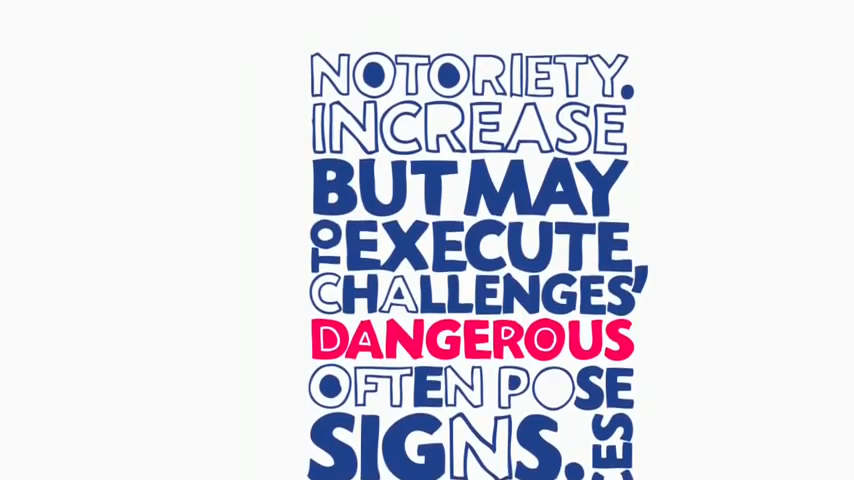 NOTORIETY.
INCREASE
BUT MAY
TO EXECUTE,
CHALLENGES'
DANGEROUS
OFTEN POSE
SIGNS.